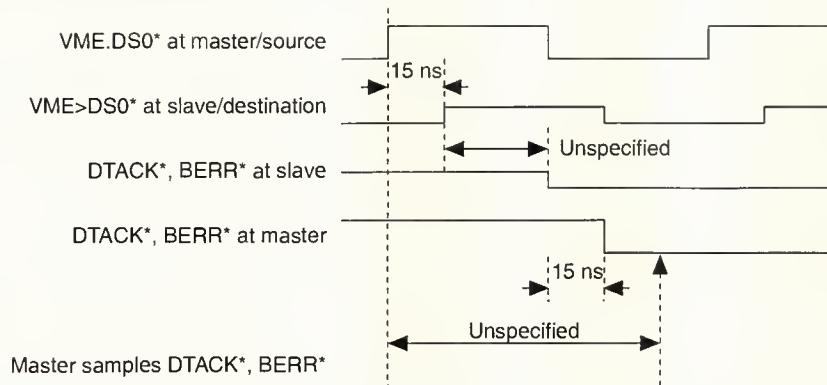 VME.DS0* at master/source
15 ns
VME>DS0* at slave/destination
Unspecified
DTACK*, BERR* at slave
DTACK*, BERR* at master
15 ns
Unspecified
Master samples DTACK*, BERR*